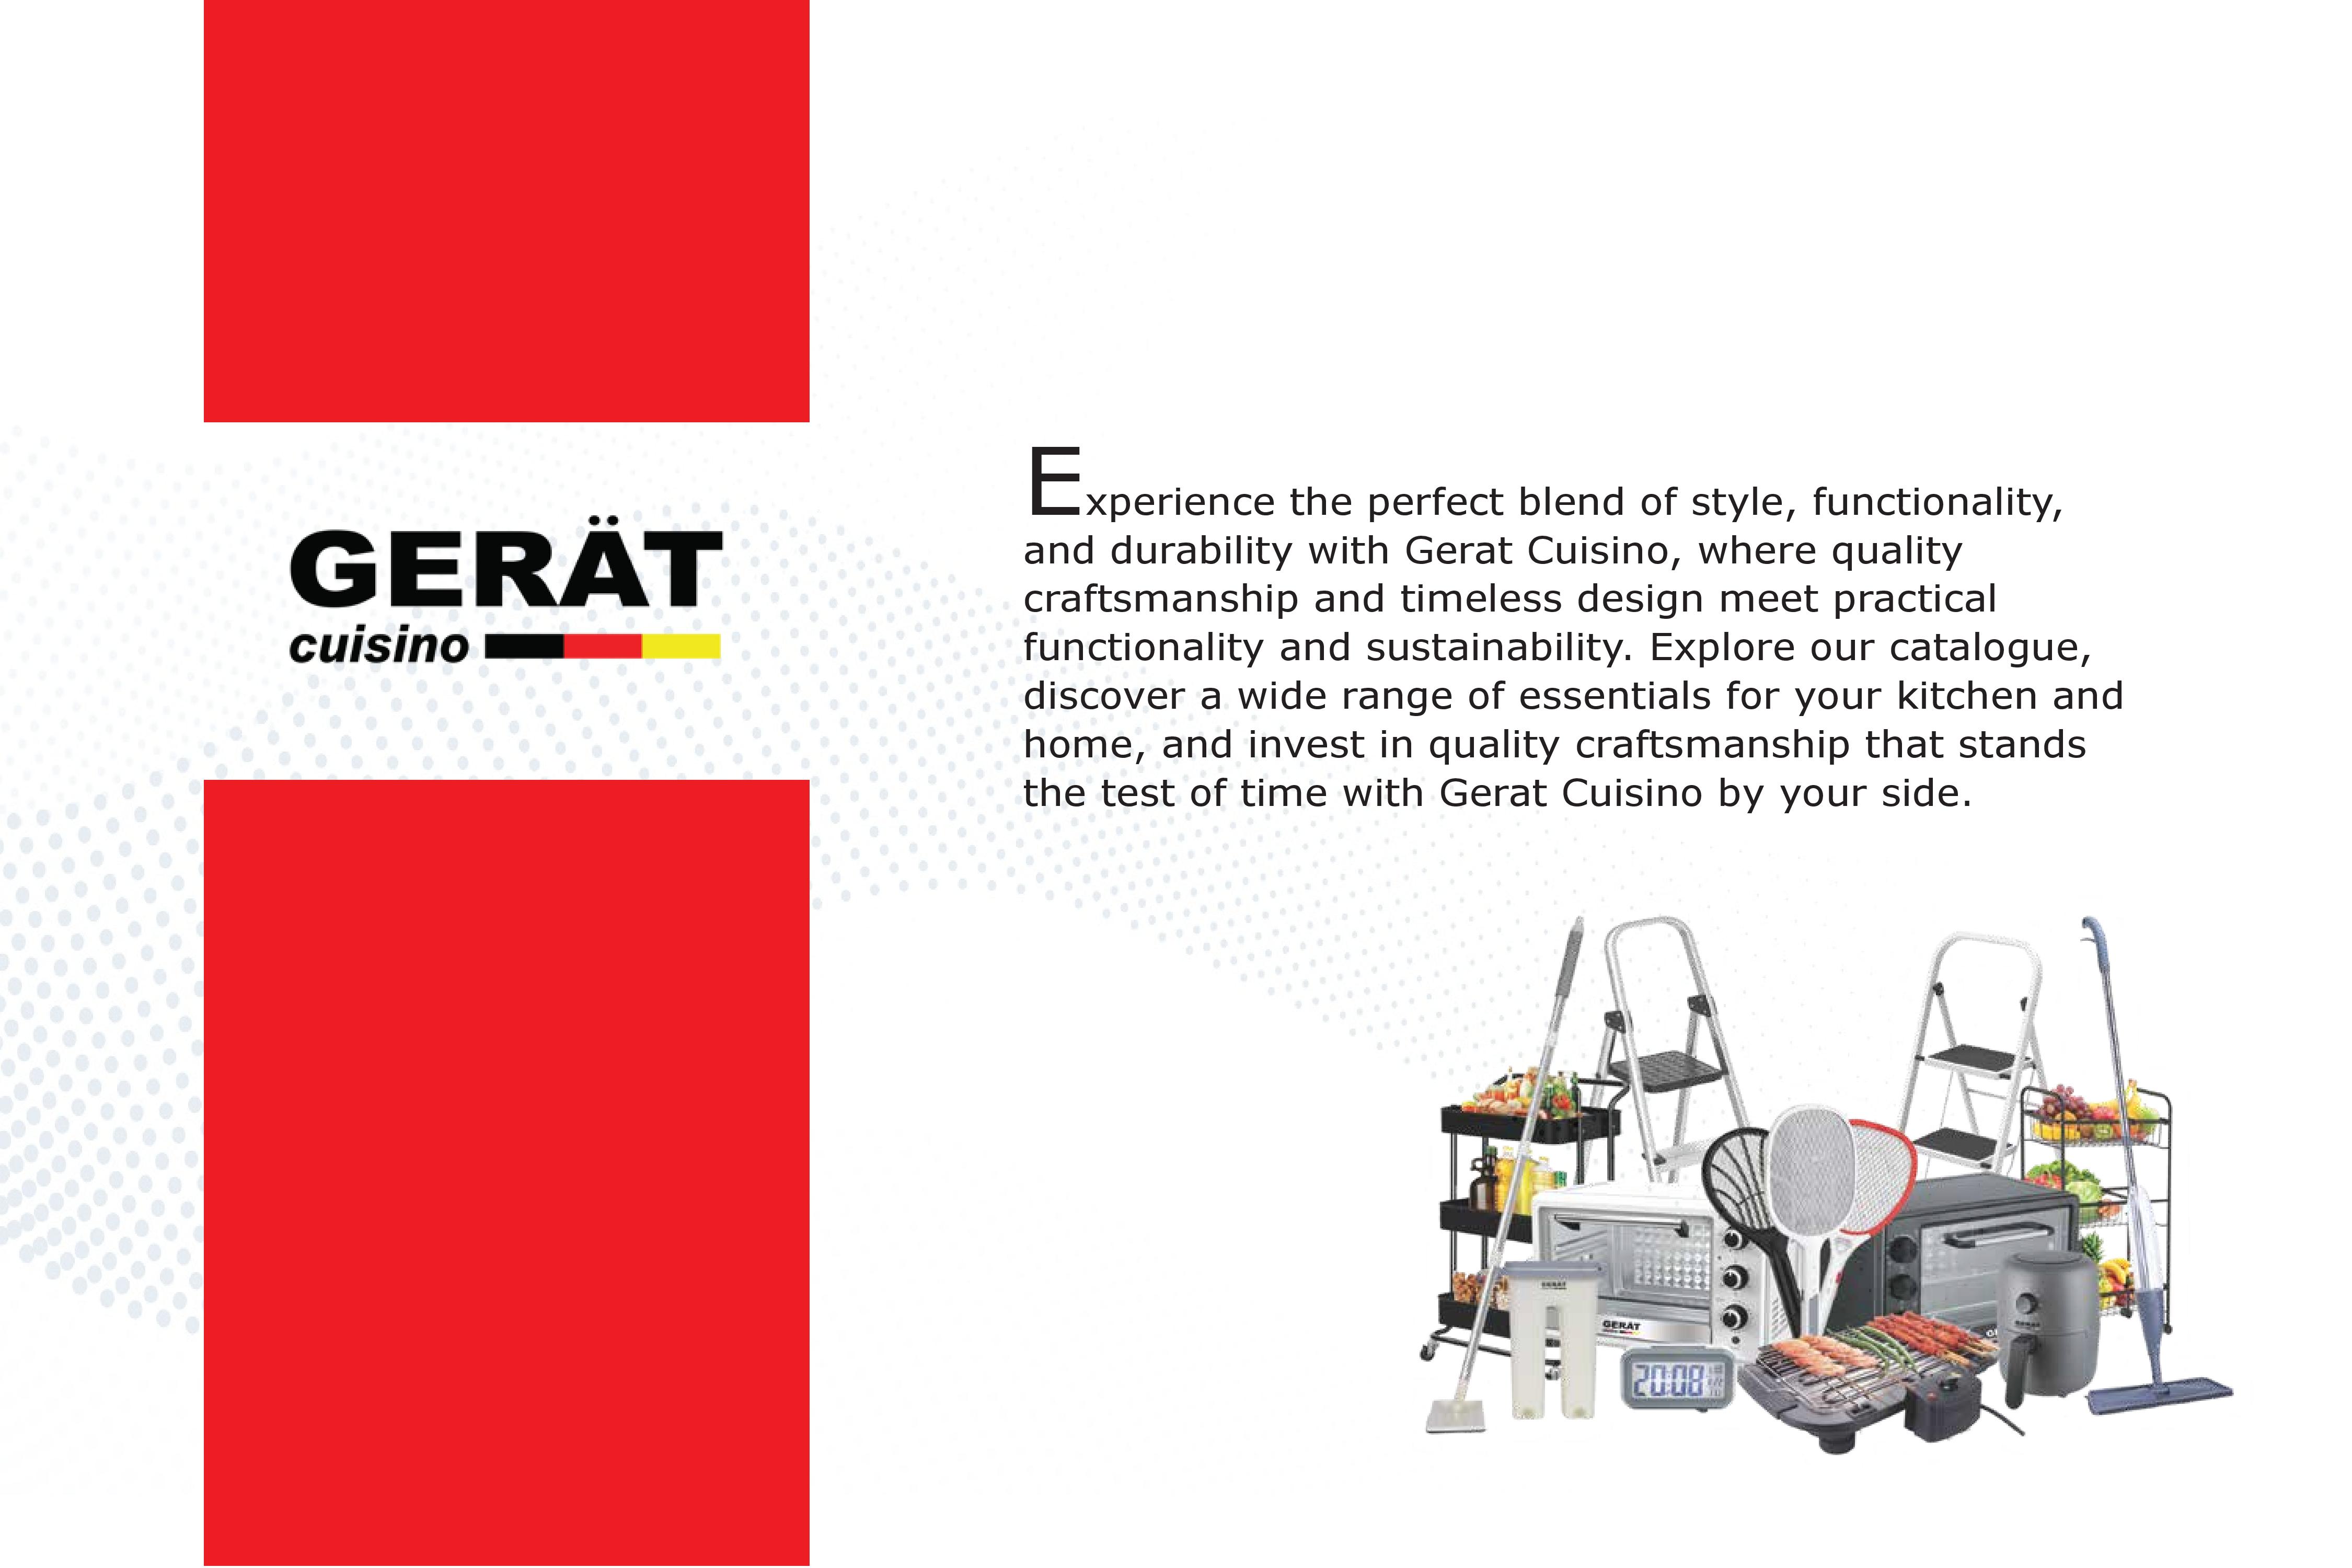 GERÄT
cuisino
Experience the perfect blend of style, functionality,
and durability with Gerat Cuisino, where quality
craftsmanship and timeless design meet practical
functionality and sustainability. Explore our catalogue,
discover a wide range of essentials for your kitchen and
home, and invest in quality craftsmanship that stands
the test of time with Gerat Cuisino by your side.
GERÄT
GERÄT
20:08
GERÄT